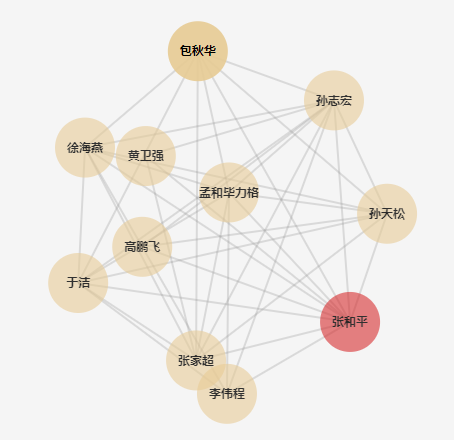 包秋华
孙志宏
徐海燕
黄卫强
孟和毕力格
孙天松
高鹏飞
于洁
张和平
张家超
李伟程